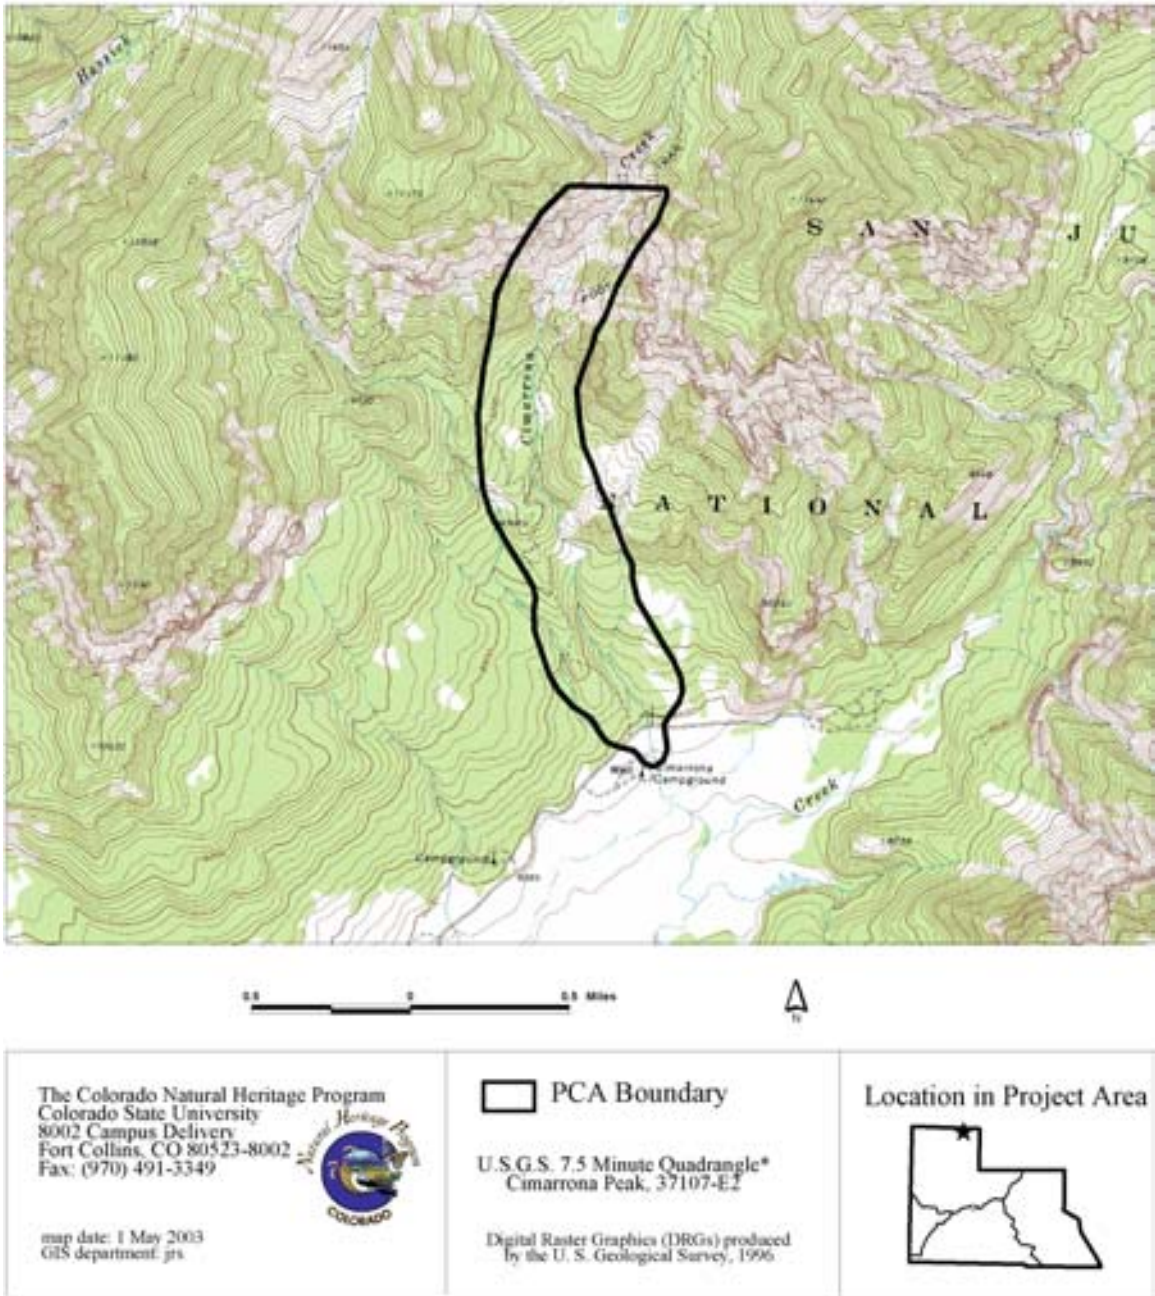 Creek
Creek
S A N J U
Cimarrona
N A T I O N A L
Cimarrona
Campground
Creek
Campground
0.5 0 0.5 Miles
N
The Colorado Natural Heritage Program
Colorado State University
8002 Campus Delivery
Fort Collins, CO 80523-8002
Fax: (970) 491-3349
Natural Heritage Program
COLORADO
map date: 1 May 2003
GIS department: jrs
PCA Boundary
U.S.G.S. 7.5 Minute Quadrangle*
Cimarrona Peak, 37107-E2
Digital Raster Graphics (DRGs) produced
by the U. S. Geological Survey, 1996
Location in Project Area